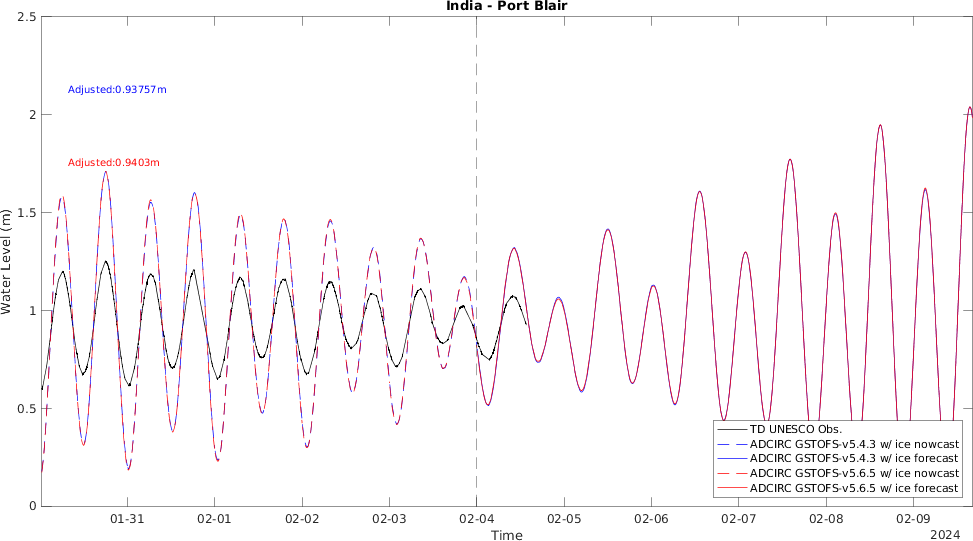 India - Port Blair
2.5
Adjusted:0.93757m
2
Adjusted:0.9403m
1.5
Water Level (m)
1
0.5
TD UNESCO Obs.
ADCIRC GSTOFS-v5.4.3 w/ ice nowcast
ADCIRC GSTOFS-v5.4.3 w/ ice forecast
ADCIRC GSTOFS-v5.6.5 w/ ice nowcast
ADCIRC GSTOFS-v5.6.5 w/ ice forecast
0
01-31 02-01 02-02 02-03 02-04 02-05 02-06 02-07 02-08 02-09
Time
2024